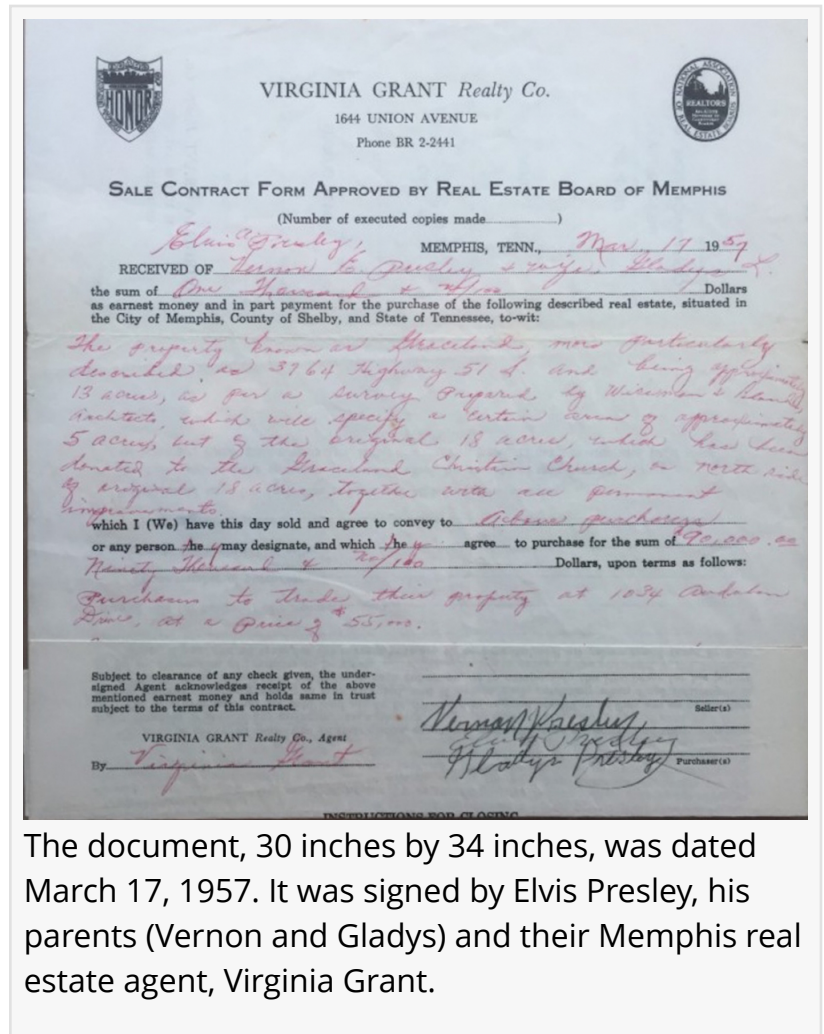 HONOR
REALTORS
NATIONAL ASSOCIATION OF REAL ESTATE BOARDS
VIRGINIA GRANT Realty Co.
1644 UNION AVENUE
Phone BR 2-2441
SALE CONTRACT FORM APPROVED BY REAL ESTATE BOARD OF MEMPHIS
(Number of executed copies made )
Elvis a Presley,
MEMPHIS, TENN., Mar. 17 1957
RECEIVED OF Vernon E. Presley & wife, Gladys L.
the sum of One Thousand & no/100 Dollars
as earnest money and in part payment for the purchase of the following described real estate, situated in
the City of Memphis, County of Shelby, and State of Tennessee, to-wit:
The property known as Graceland, more particularly
described as 3764 Highway 51 S. and being approximately
13 acres, as per a survey prepared by Wiseman &
Architects, which will specify a certain area of approximately
5 acres, out of the original 18 acres, which has been
donated to the Graceland Christian Church, on north side
of original 18 acres, together with all permanent
improvements.
which I (We) have this day sold and agree to convey to above purchasers
or any person they may designate, and which they agree to purchase for the sum of $90,000.00
Ninety Thousand & no/100 Dollars, upon terms as follows:
Purchasers to trade their property at 1034 Audubon
Drive, at a price of $55,000.
Subject to clearance of any check given, the under-
signed Agent acknowledges receipt of the above
mentioned earnest money and holds same in trust
subject to the terms of this contract.
VIRGINIA GRANT Realty Co., Agent
By Virginia Grant
Seller(s)
Vernon Presley
Elvis Presley
Gladys Presley
Purchaser(s)
INSTRUCTIONS FOR CLOSING
The document, 30 inches by 34 inches, was dated
March 17, 1957. It was signed by Elvis Presley, his
parents (Vernon and Gladys) and their Memphis real
estate agent, Virginia Grant.